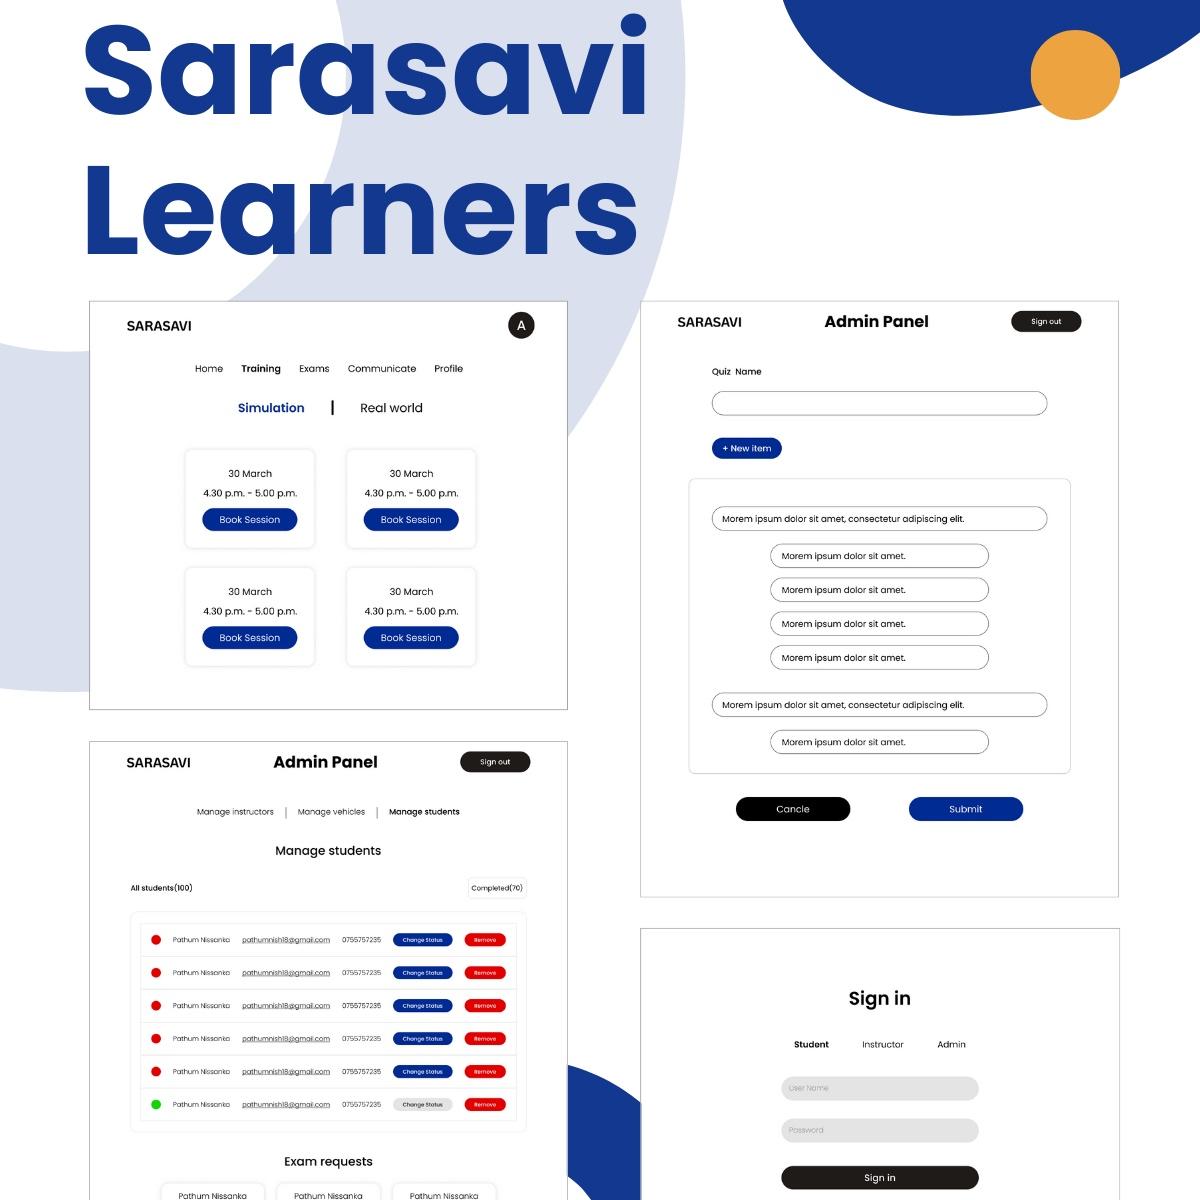 Sarasavi
Learners
SARASAVI
A
Home Training Exams Communicate Profile
Simulation | Real world
30 March
4.30 p.m. - 5.00 p.m.
Book Session
30 March
4.30 p.m. - 5.00 p.m.
Book Session
30 March
4.30 p.m. - 5.00 p.m.
Book Session
30 March
4.30 p.m. - 5.00 p.m.
Book Session
SARASAVI Admin Panel Sign out
Manage instructors | Manage vehicles | Manage students
Manage students
All students(100) Completed(70)
Pathum Nissanka pathumnish18@gmail.com 0755757235 Change Status Remove
Pathum Nissanka pathumnish18@gmail.com 0755757235 Change Status Remove
Pathum Nissanka pathumnish18@gmail.com 0755757235 Change Status Remove
Pathum Nissanka pathumnish18@gmail.com 0755757235 Change Status Remove
Pathum Nissanka pathumnish18@gmail.com 0755757235 Change Status Remove
Pathum Nissanka pathumnish18@gmail.com 0755757235 Change Status Remove
Exam requests
Pathum Nissanka Pathum Nissanka Pathum Nissanka
SARASAVI Admin Panel Sign out
Quiz Name
+ New item
Morem ipsum dolor sit amet, consectetur adipiscing elit.
Morem ipsum dolor sit amet.
Morem ipsum dolor sit amet.
Morem ipsum dolor sit amet.
Morem ipsum dolor sit amet.
Morem ipsum dolor sit amet, consectetur adipiscing elit.
Morem ipsum dolor sit amet.
Cancle Submit
Sign in
Student Instructor Admin
User Name
Password
Sign in